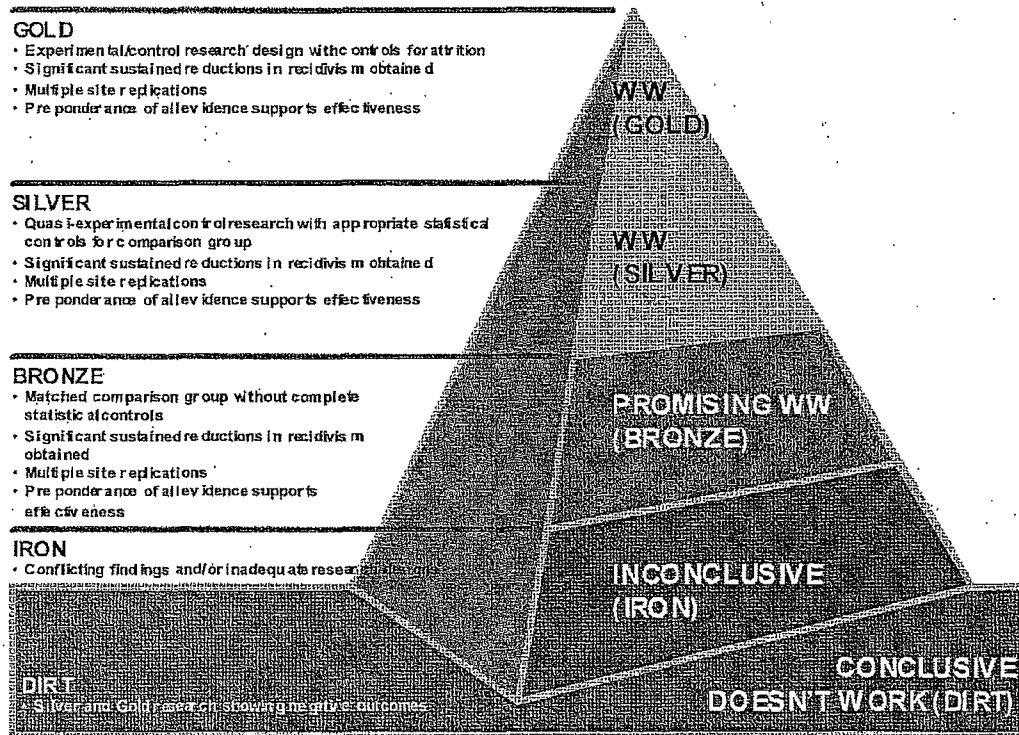 GOLD
• Experimental/control research design with controls for attrition
• Significant sustained reductions in recidivism obtained
• Multiple site replications
• Preponderance of all evidence supports effectiveness
SILVER
• Quasi-experimental control research with appropriate statistical
controls for comparison group
• Significant sustained reductions in recidivism obtained
• Multiple site replications
• Preponderance of all evidence supports effectiveness
BRONZE
• Matched comparison group without complete
statistical controls
• Significant sustained reductions in recidivism
obtained
• Multiple site replications
• Preponderance of all evidence supports
effectiveness
IRON
• Conflicting findings and/or inadequate research designs
DIRT
• Silver and Gold research showing negative outcomes
WW
(GOLD)
WW
(SILVER)
PROMISING WW
(BRONZE)
INCONCLUSIVE
(IRON)
CONCLUSIVE
DOESN'T WORK (DIRT)